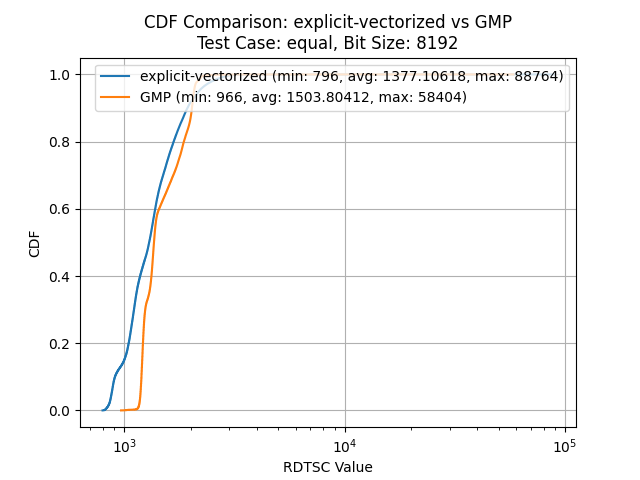 CDF Comparison: explicit-vectorized vs GMP
Test Case: equal, Bit Size: 8192
explicit-vectorized (min: 796, avg: 1377.10618, max: 88764)
GMP (min: 966, avg: 1503.80412, max: 58404)
1.0
0.8
0.6
0.4
0.2
0.0
CDF
10³ 10⁴ 10⁵
RDTSC Value